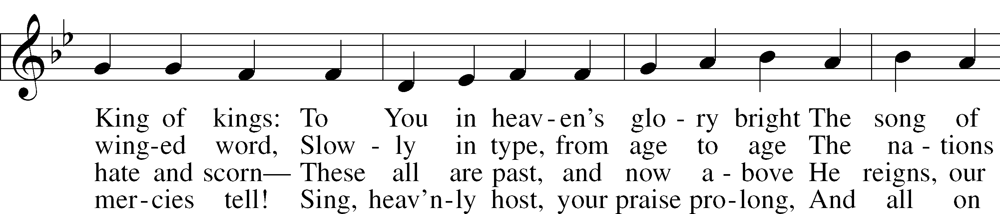 King of kings: To You in heav - en's glo - ry bright The song of
wing-ed word, Slow - ly in type, from age to age The na - tions
hate and scorn— These all are past, and now a - bove He reigns, our
mer-cies tell! Sing, heav'n-ly host, your praise pro-long, And all on